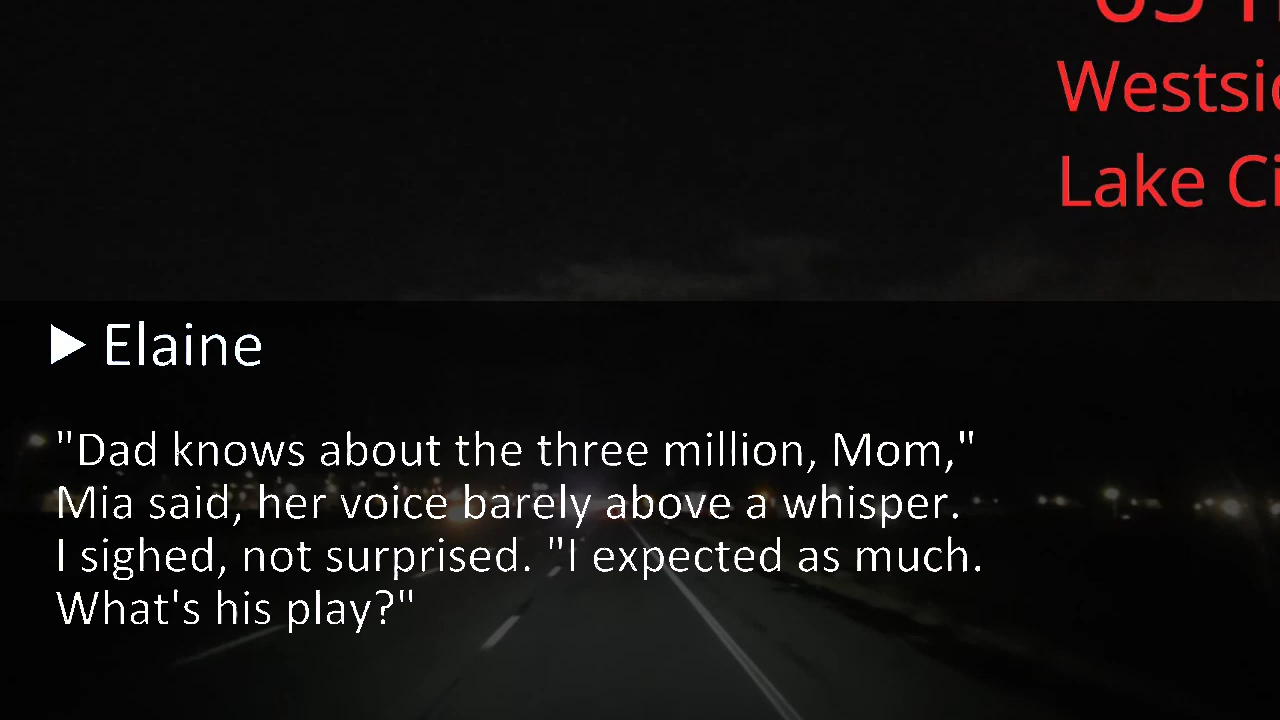 Westsi
Lake Ci
▶ Elaine
"Dad knows about the three million, Mom,"
Mia said, her voice barely above a whisper.
I sighed, not surprised. "I expected as much.
What's his play?"